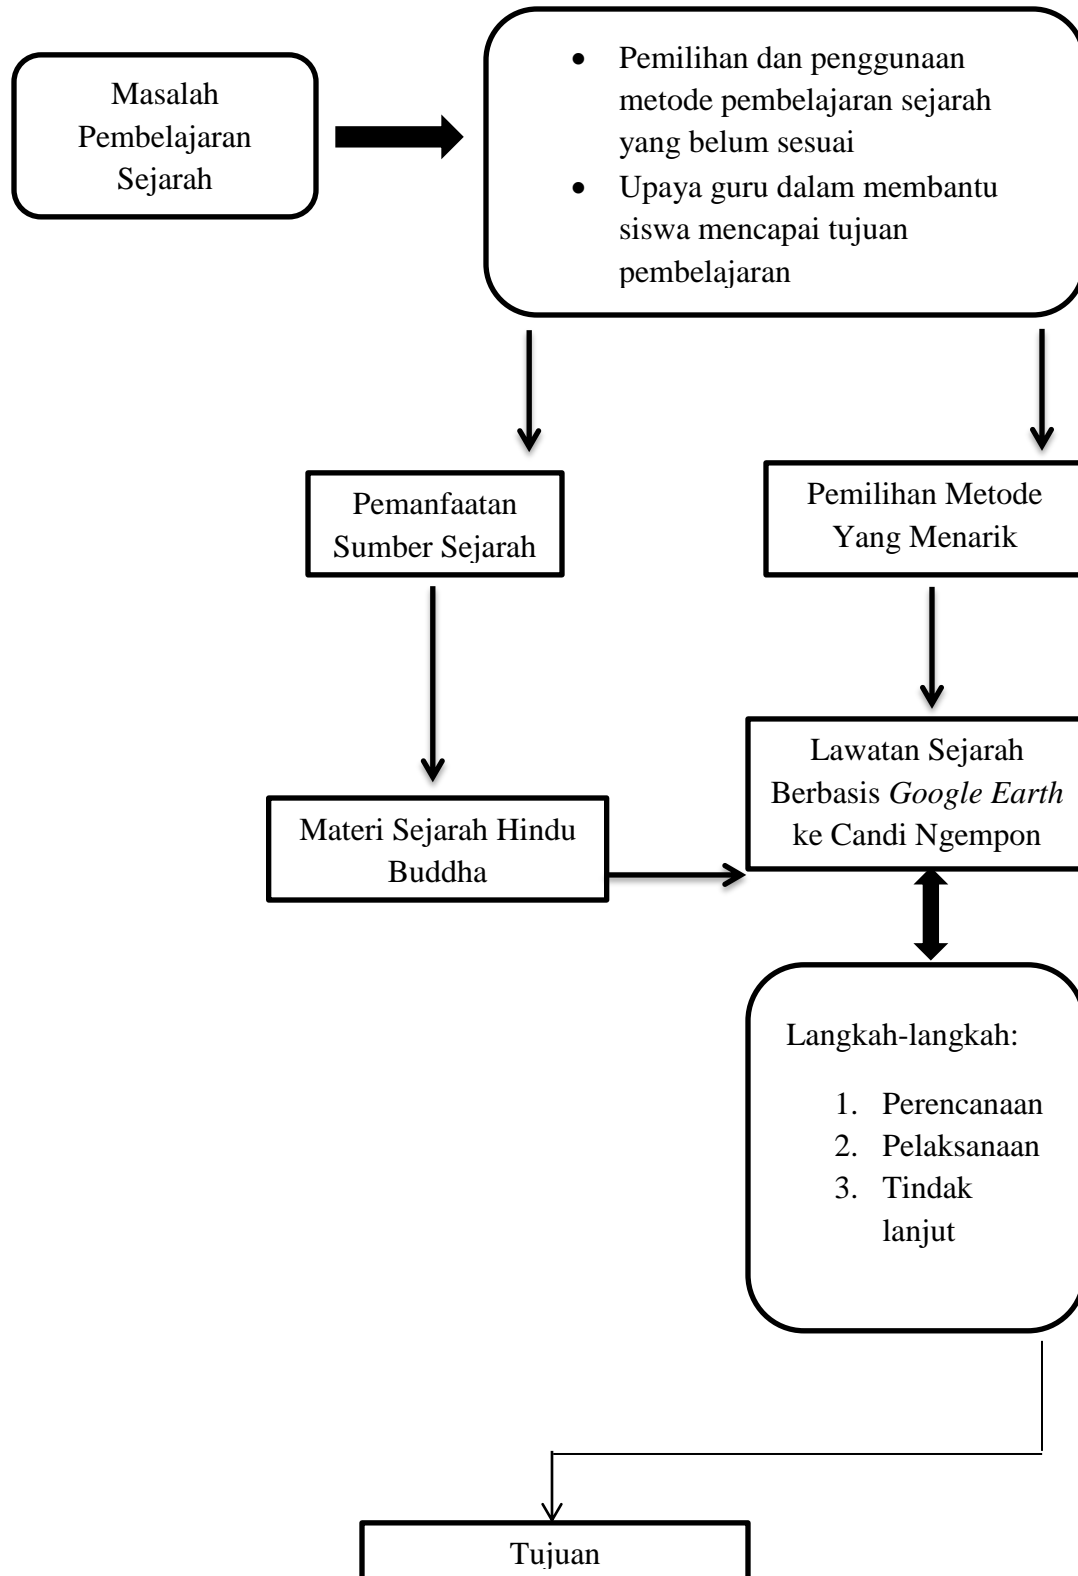 Masalah
Pembelajaran
Sejarah
• Pemilihan dan penggunaan
metode pembelajaran sejarah
yang belum sesuai
• Upaya guru dalam membantu
siswa mencapai tujuan
pembelajaran
Pemanfaatan
Sumber Sejarah
Pemilihan Metode
Yang Menarik
Materi Sejarah Hindu
Buddha
Lawatan Sejarah
Berbasis Google Earth
ke Candi Ngempon
Langkah-langkah:
1. Perencanaan
2. Pelaksanaan
3. Tindak
lanjut
Tujuan